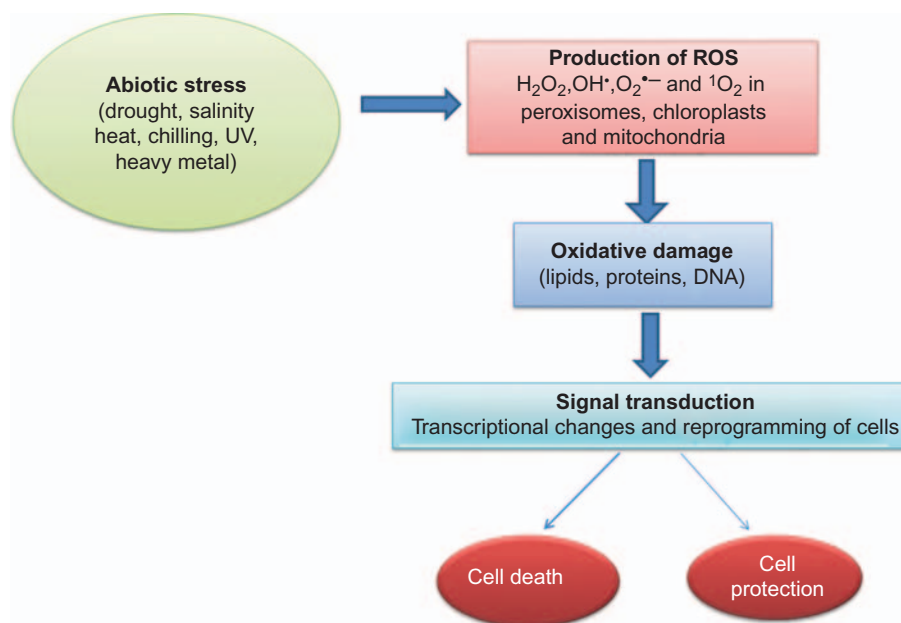 Abiotic stress
(drought, salinity
heat, chilling, UV,
heavy metal)
Production of ROS
H₂O₂,OH•,O₂•− and ¹O₂ in
peroxisomes, chloroplasts
and mitochondria
Oxidative damage
(lipids, proteins, DNA)
Signal transduction
Transcriptional changes and reprogramming of cells
Cell death
Cell
protection